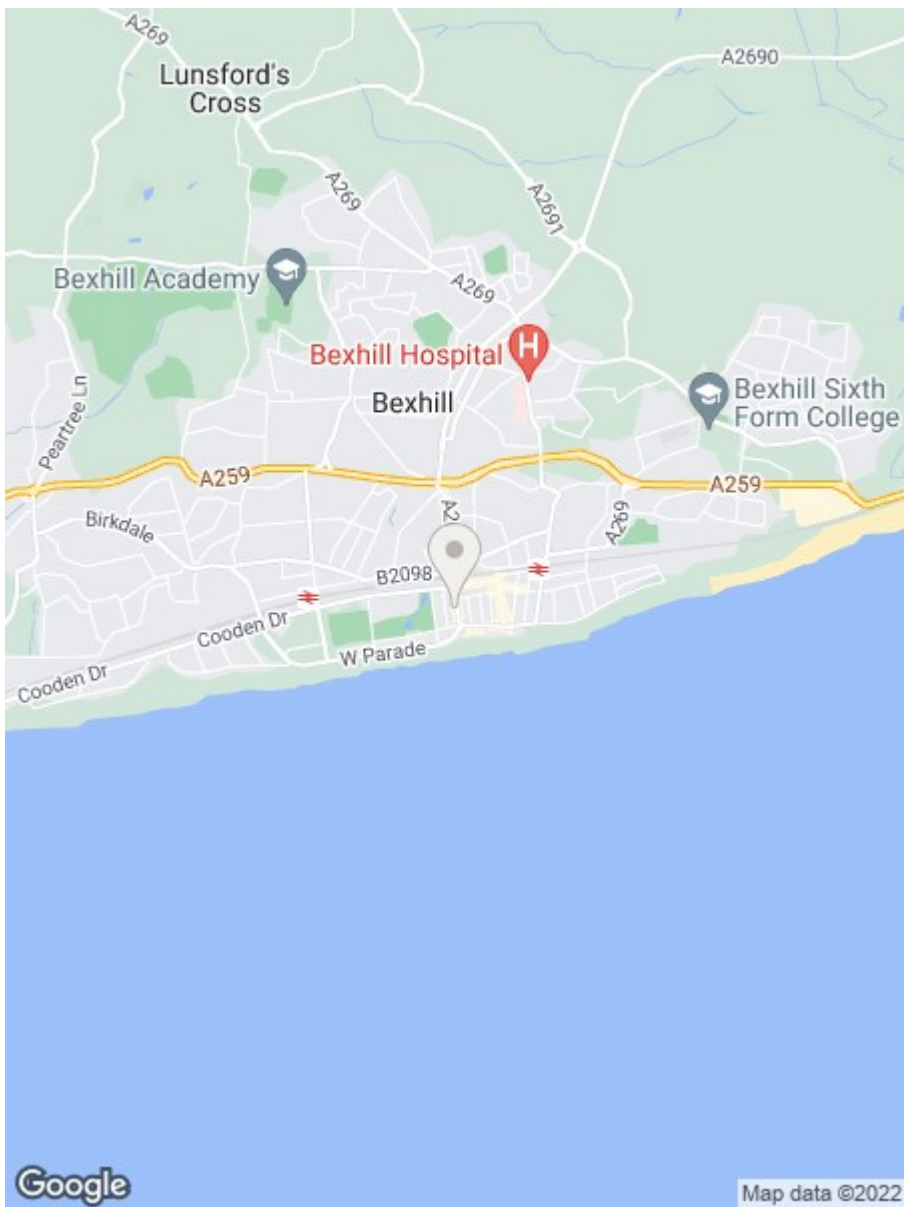 A269
A2690
Lunsford's
Cross
A269
A2691
Bexhill Academy
A269
Bexhill Hospital
H
Bexhill
Bexhill Sixth
Form College
Peartree Ln
A259
A259
Birkdale
A2
A269
B2098
Cooden Dr
W Parade
Cooden Dr
Google
Map data ©2022